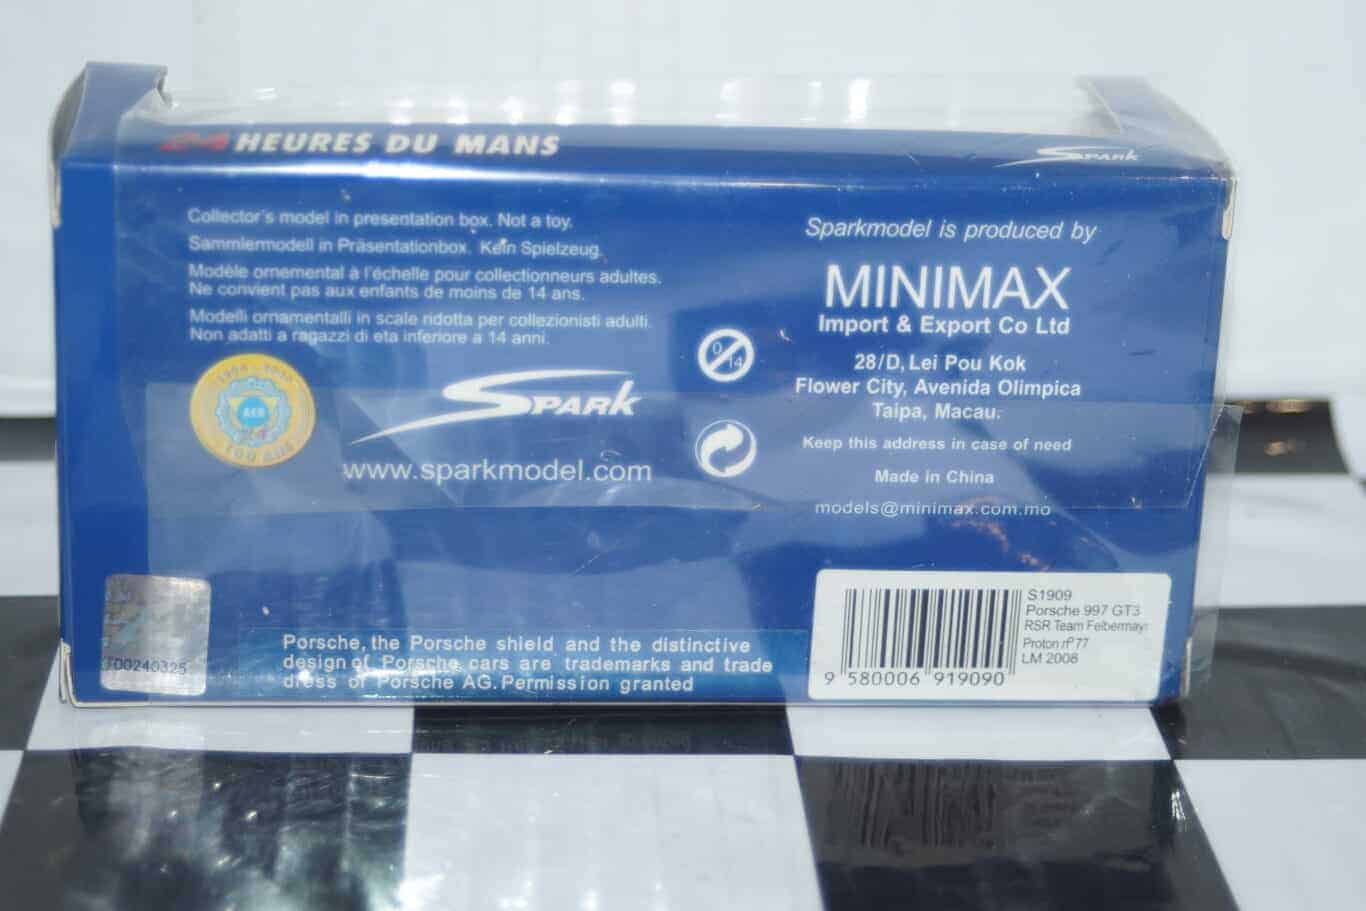 24 HEURES DU MANS
SPARK
Collector's model in presentation box. Not a toy.
Sammlermodell in Präsentationbox. Kein Spielzeug.
Modèle ornemental à l'échelle pour collectionneurs adultes.
Ne convient pas aux enfants de moins de 14 ans.
Modelli ornamentalli in scale ridotta per collezionisti adulti.
Non adatti a ragazzi di eta inferiore a 14 anni.
0
14
SPARK
www.sparkmodel.com
100 ANS
Sparkmodel is produced by
MINIMAX
Import & Export Co Ltd
28/D, Lei Pou Kok
Flower City, Avenida Olimpica
Taipa, Macau.
Keep this address in case of need
Made in China
models@minimax.com.mo
T00240325
Porsche, the Porsche shield and the distinctive
design of Porsche cars are trademarks and trade
dress of Porsche AG. Permission granted
S1909
Porsche 997 GT3
RSR Team Felbermayr
Proton n°77
LM 2008
9 580006 919090